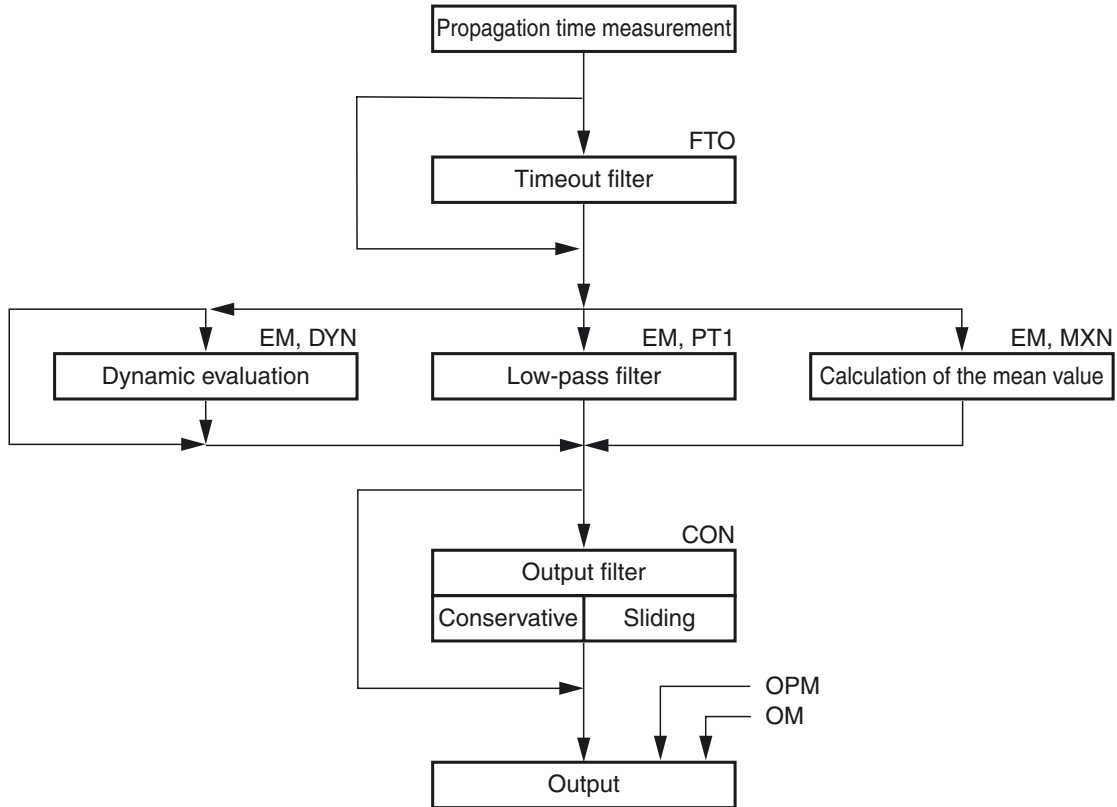 Propagation time measurement
FTO
Timeout filter
EM, DYN
EM, PT1
EM, MXN
Dynamic evaluation
Low-pass filter
Calculation of the mean value
CON
Output filter
Conservative
Sliding
OPM
OM
Output